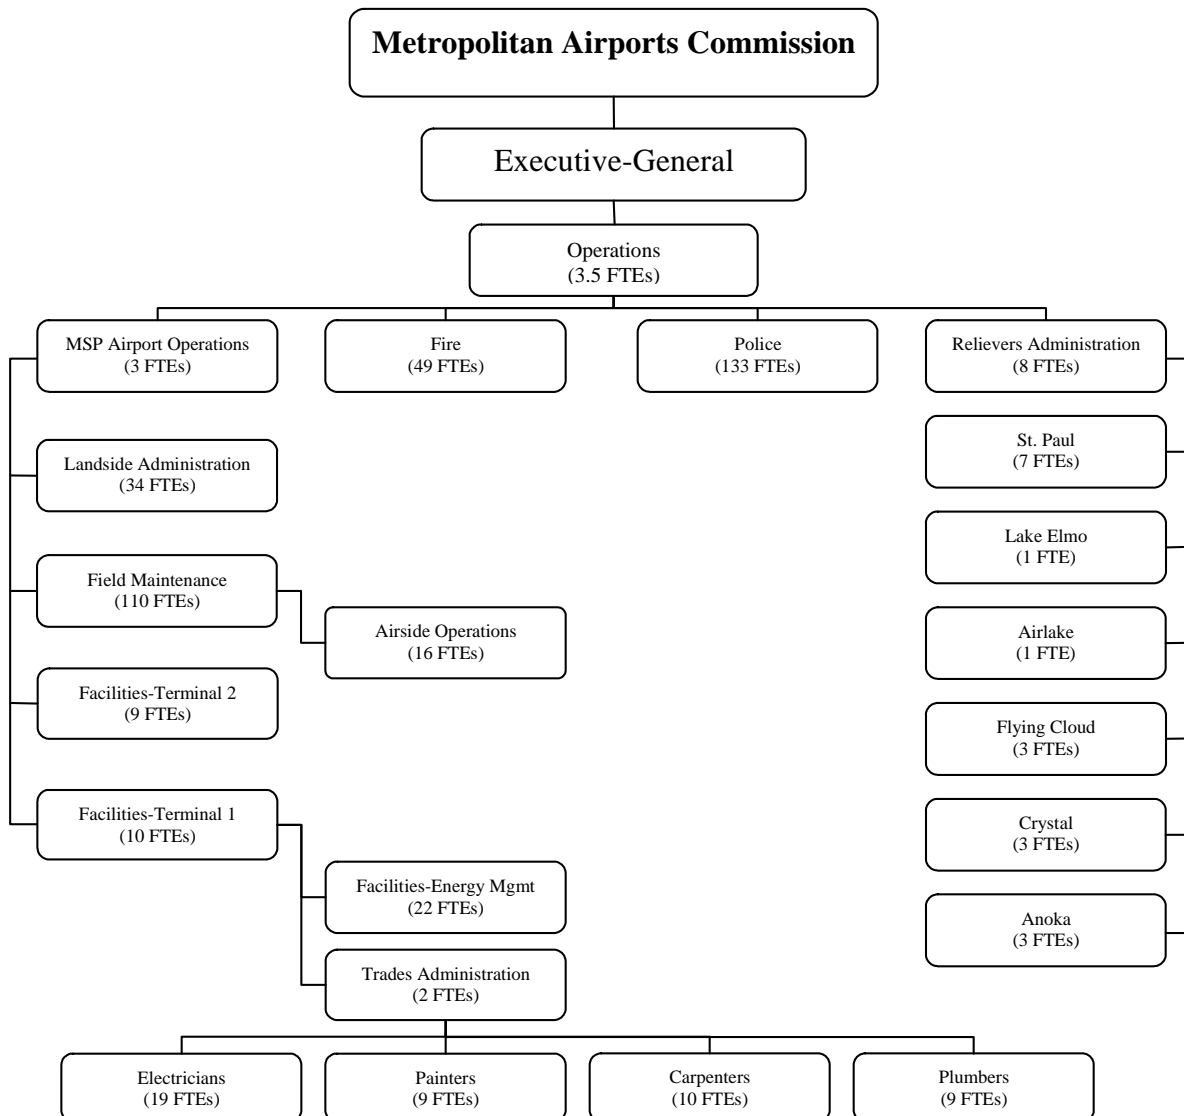 Metropolitan Airports Commission
Executive-General
Operations
(3.5 FTEs)
MSP Airport Operations
(3 FTEs)
Fire
(49 FTEs)
Police
(133 FTEs)
Relievers Administration
(8 FTEs)
St. Paul
(7 FTEs)
Landside Administration
(34 FTEs)
Lake Elmo
(1 FTE)
Field Maintenance
(110 FTEs)
Airside Operations
(16 FTEs)
Airlake
(1 FTE)
Facilities-Terminal 2
(9 FTEs)
Flying Cloud
(3 FTEs)
Facilities-Terminal 1
(10 FTEs)
Crystal
(3 FTEs)
Facilities-Energy Mgmt
(22 FTEs)
Anoka
(3 FTEs)
Trades Administration
(2 FTEs)
Electricians
(19 FTEs)
Painters
(9 FTEs)
Carpenters
(10 FTEs)
Plumbers
(9 FTEs)